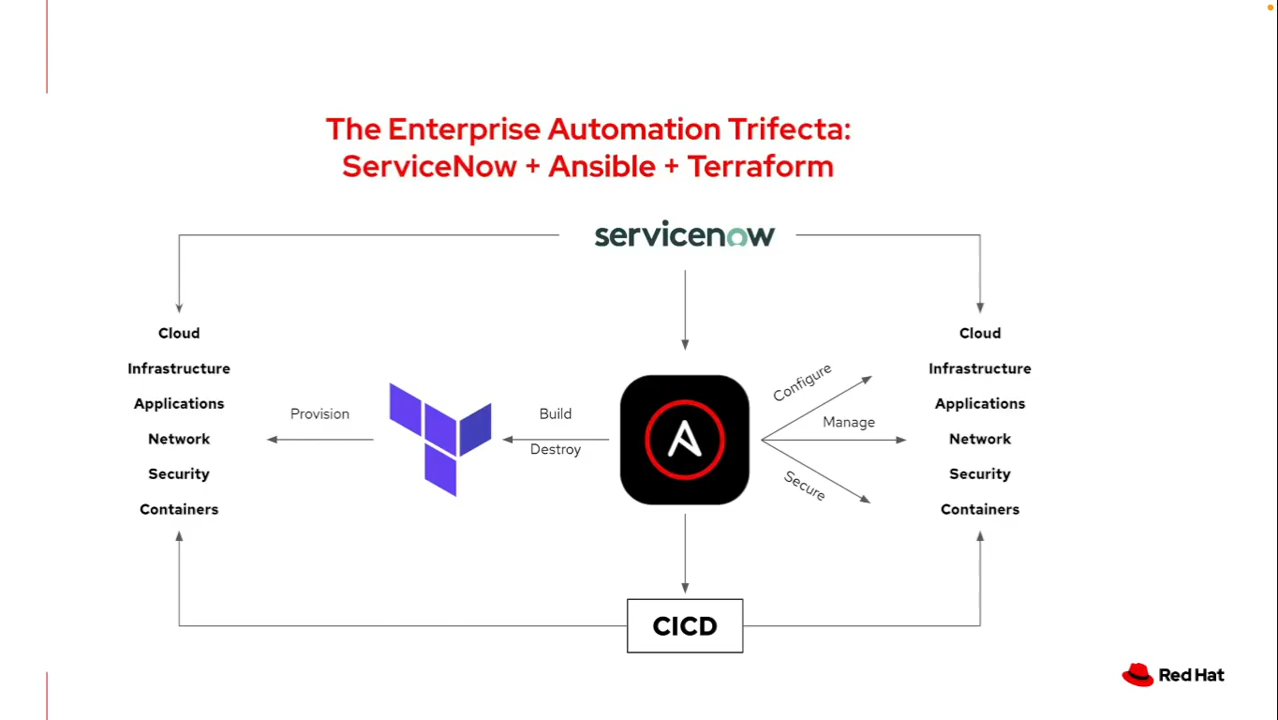 The Enterprise Automation Trifecta:
ServiceNow + Ansible + Terraform
servicenow
Cloud
Infrastructure
Applications
Network
Security
Containers
Provision
Build
Destroy
A
Configure
Manage
Secure
Cloud
Infrastructure
Applications
Network
Security
Containers
CICD
Red Hat